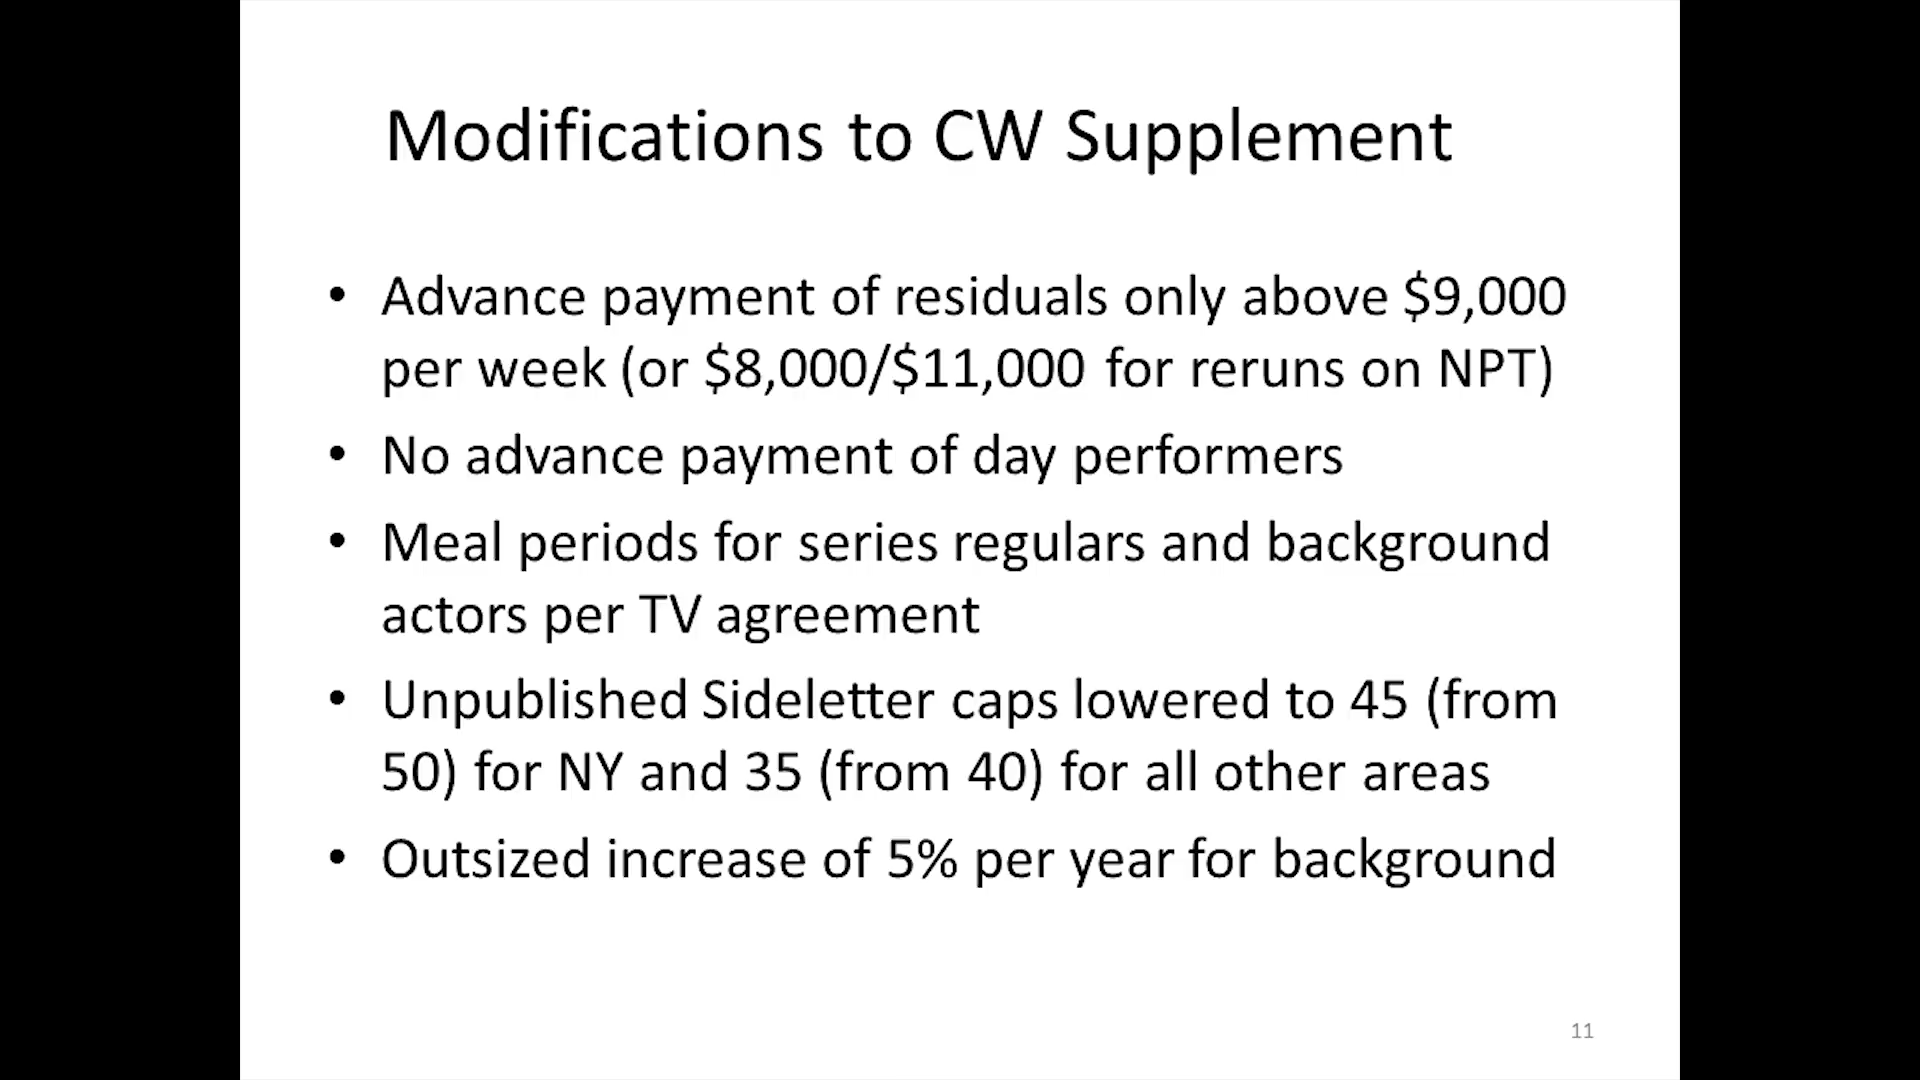 Modifications to CW Supplement
• Advance payment of residuals only above $9,000
per week (or $8,000/$11,000 for reruns on NPT)
• No advance payment of day performers
• Meal periods for series regulars and background
actors per TV agreement
• Unpublished Sideletter caps lowered to 45 (from
50) for NY and 35 (from 40) for all other areas
• Outsized increase of 5% per year for background
11